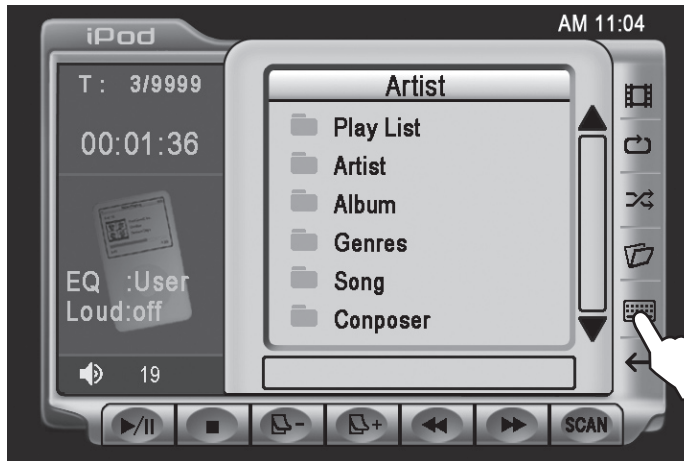 AM 11:04
iPod
T : 3/9999
00:01:36
EQ :User
Loud:off
19
Artist
Play List
Artist
Album
Genres
Song
Conposer
SCAN